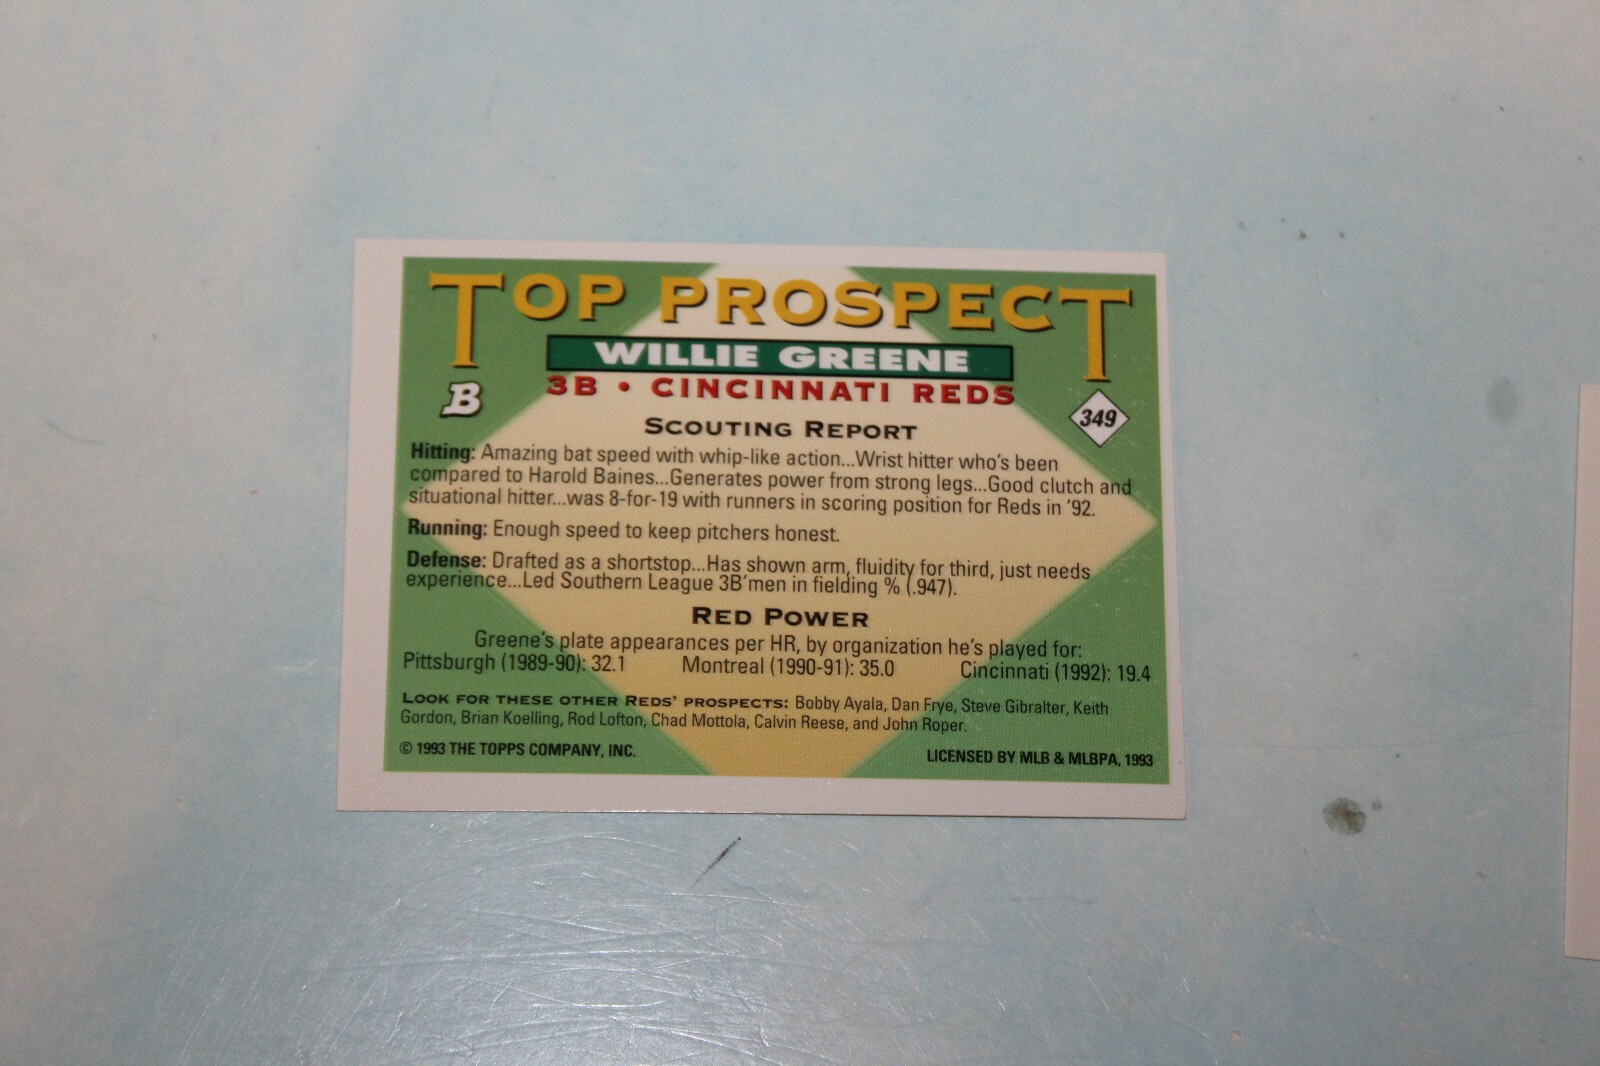 TOP PROSPECT
WILLIE GREENE
3B • CINCINNATI REDS
B
349
SCOUTING REPORT
Hitting: Amazing bat speed with whip-like action...Wrist hitter who's been
compared to Harold Baines...Generates power from strong legs...Good clutch and
situational hitter...was 8-for-19 with runners in scoring position for Reds in '92.
Running: Enough speed to keep pitchers honest.
Defense: Drafted as a shortstop...Has shown arm, fluidity for third, just needs
experience...Led Southern League 3B'men in fielding % (.947).
RED POWER
Greene's plate appearances per HR, by organization he's played for:
Pittsburgh (1989-90): 32.1 Montreal (1990-91): 35.0 Cincinnati (1992): 19.4
LOOK FOR THESE OTHER REDS' PROSPECTS: Bobby Ayala, Dan Frye, Steve Gibralter, Keith
Gordon, Brian Koelling, Rod Lofton, Chad Mottola, Calvin Reese, and John Roper.
© 1993 THE TOPPS COMPANY, INC. LICENSED BY MLB & MLBPA, 1993